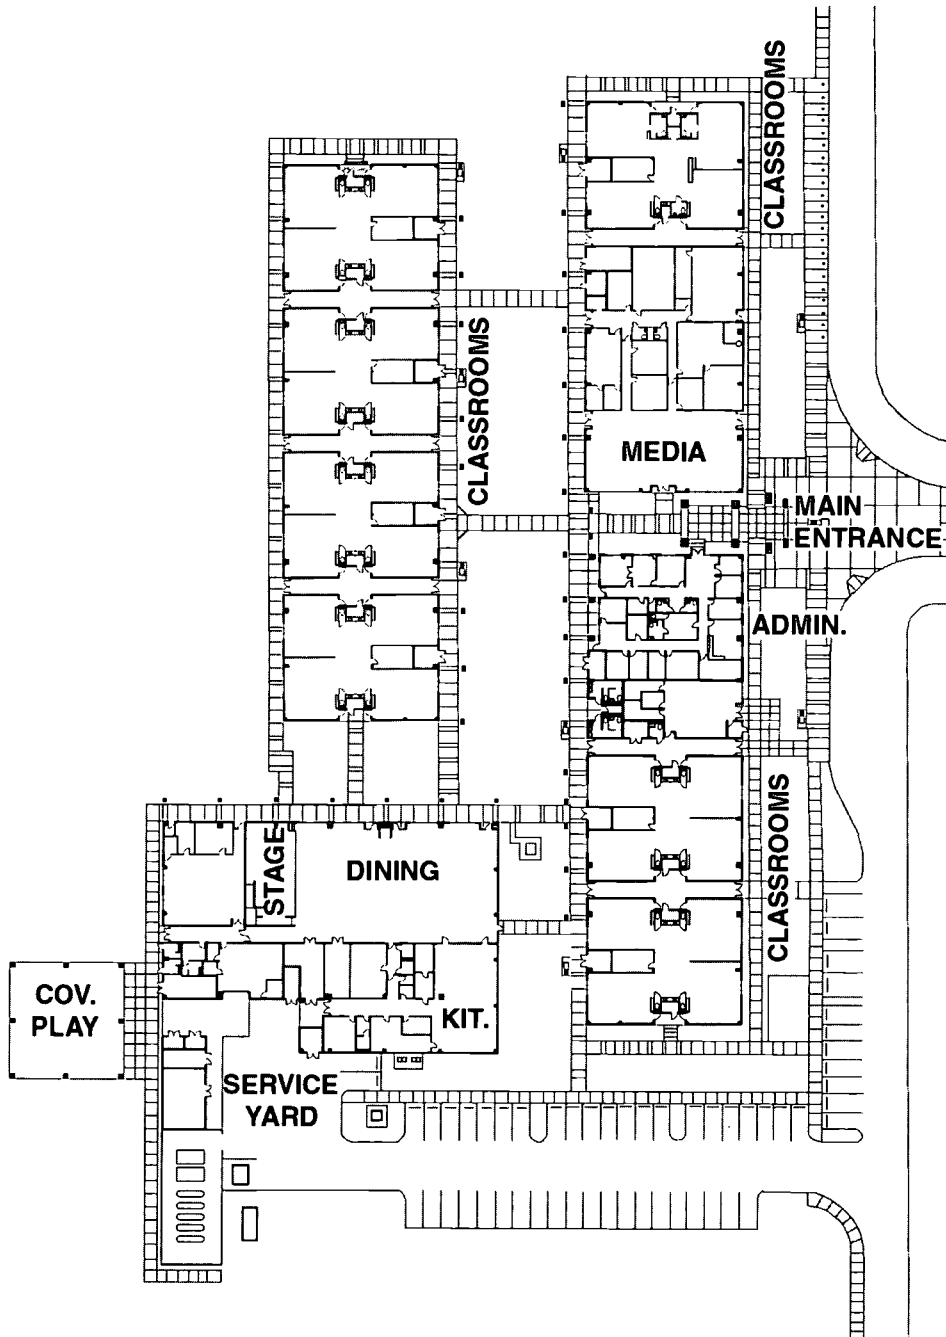 CLASSROOMS
CLASSROOMS
MEDIA
MAIN
ENTRANCE
ADMIN.
CLASSROOMS
STAGE
DINING
COV.
PLAY
KIT.
SERVICE
YARD